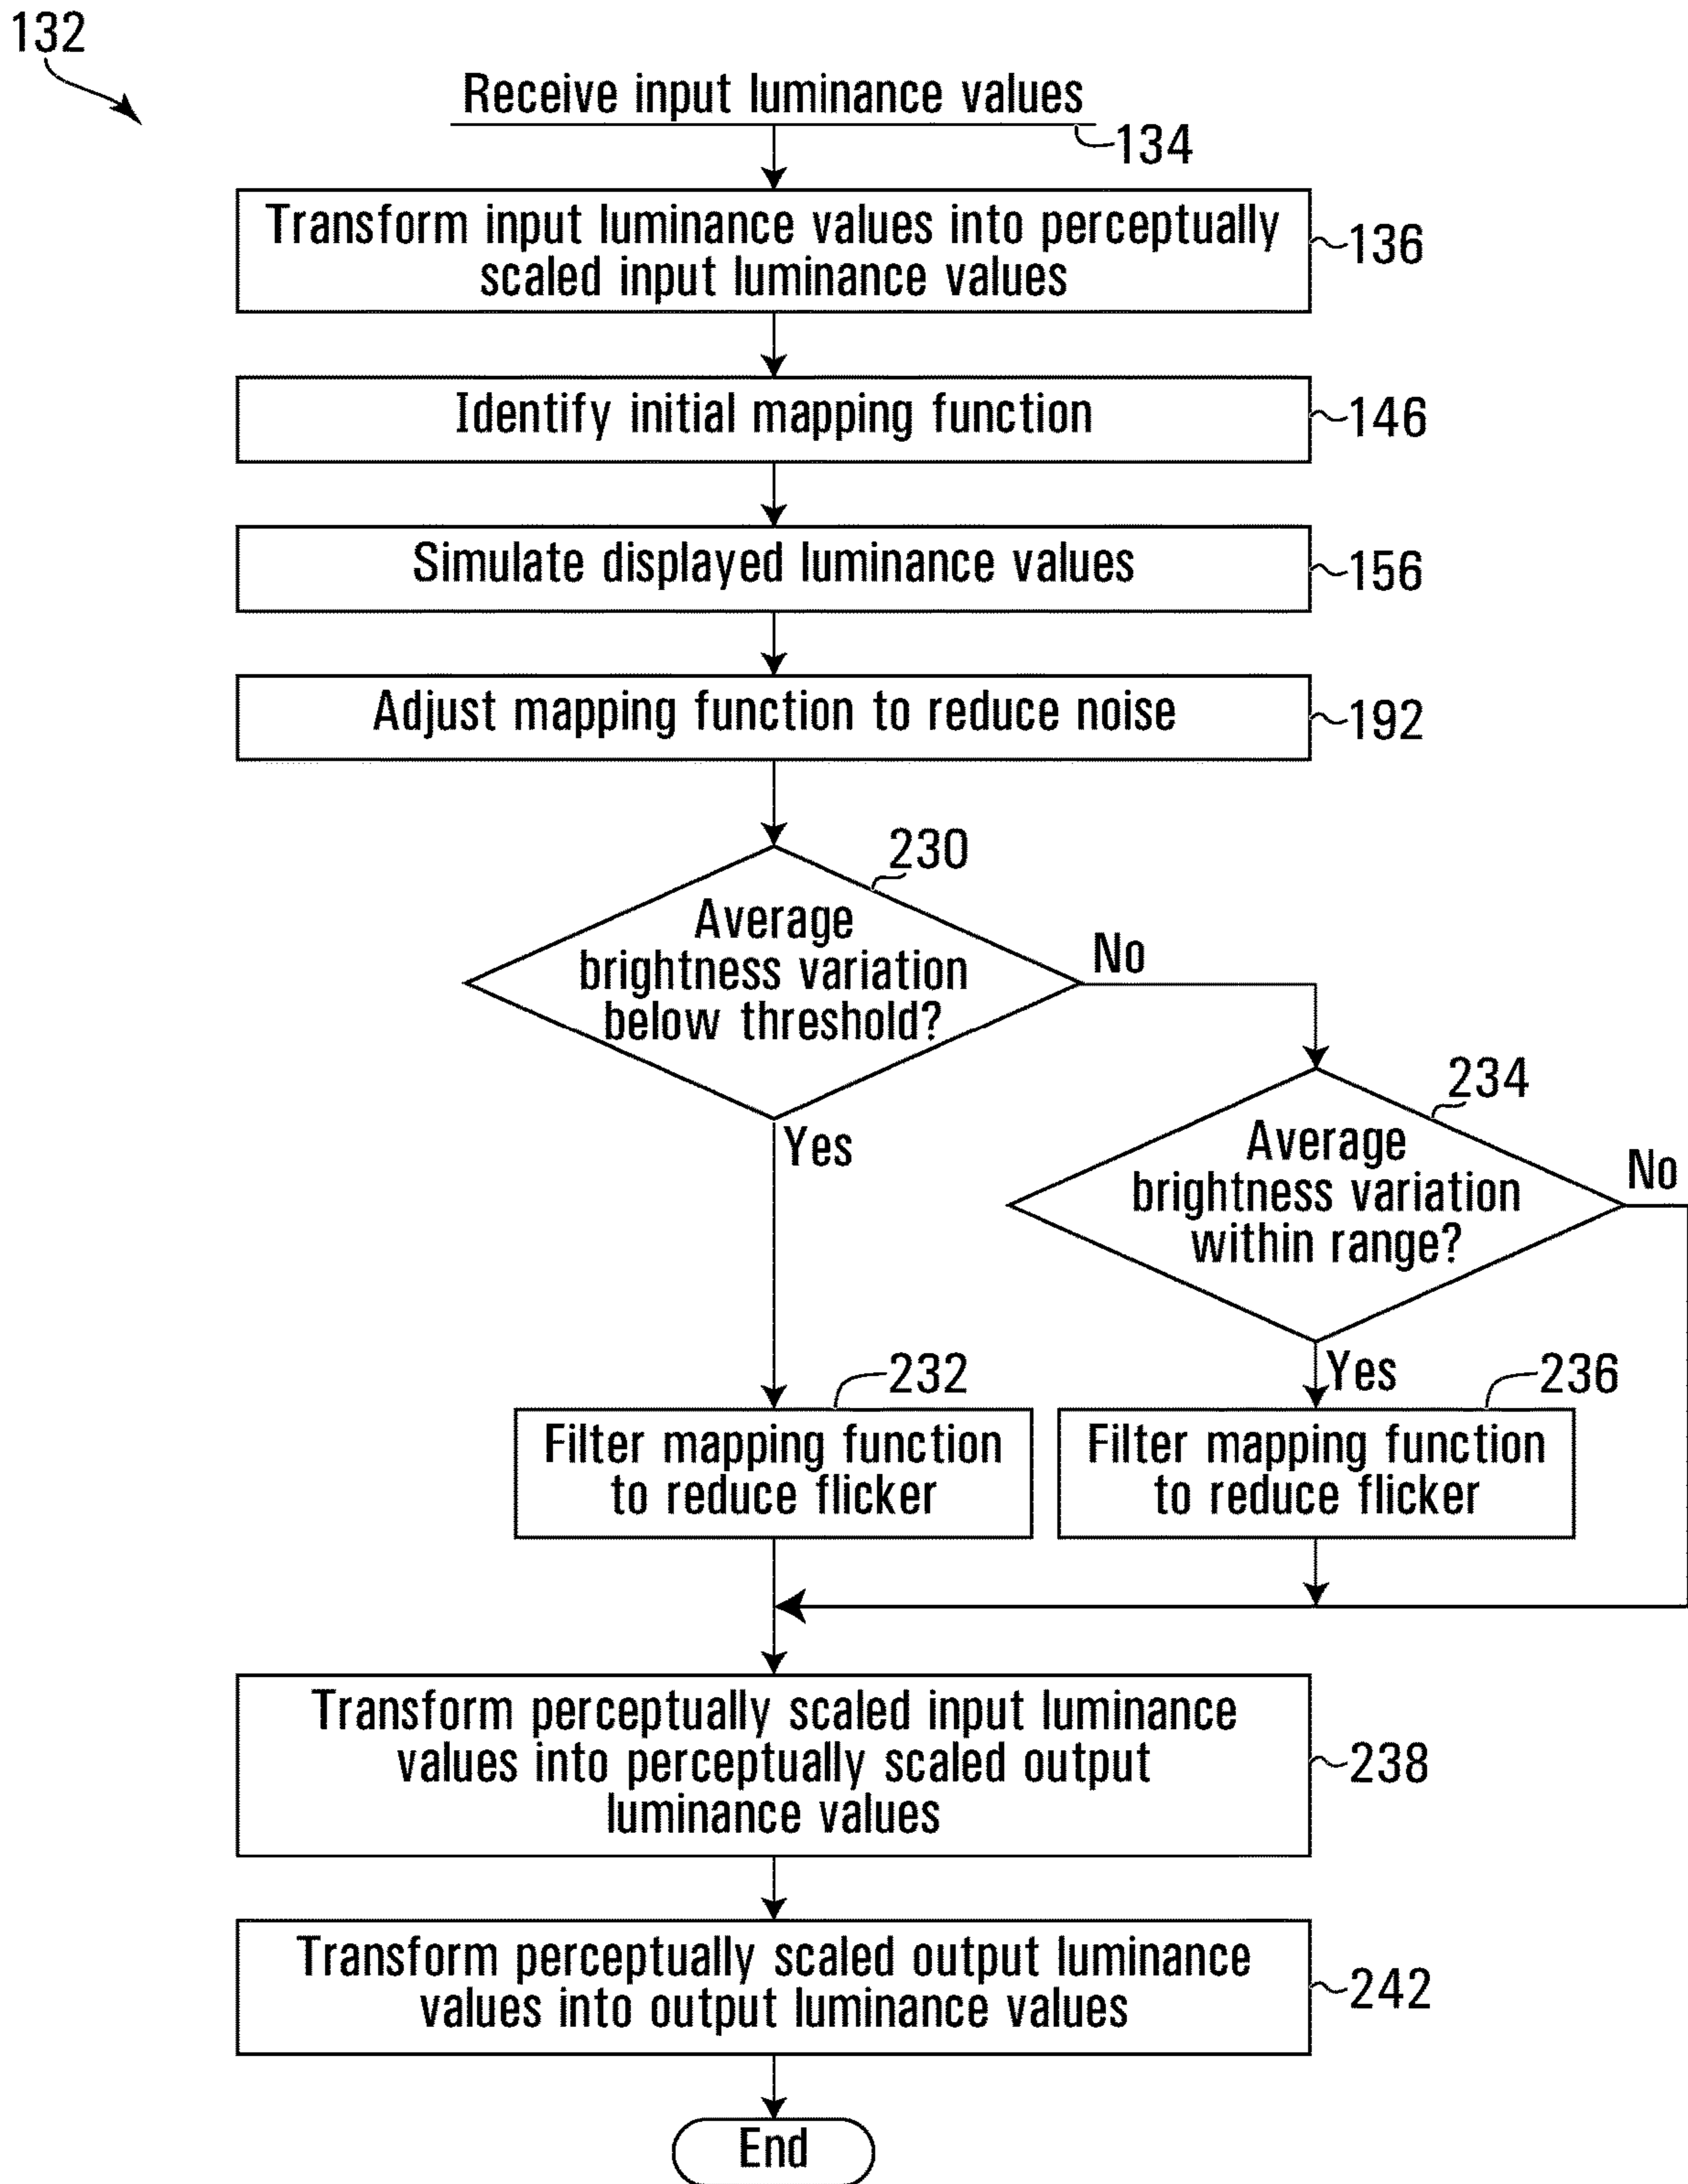 132
Receive input luminance values
134
Transform input luminance values into perceptually
scaled input luminance values
136
Identify initial mapping function
146
Simulate displayed luminance values
156
Adjust mapping function to reduce noise
192
230
Average
brightness variation
below threshold?
No
Yes
234
Average
brightness variation
within range?
No
Yes
232
Filter mapping function
to reduce flicker
236
Filter mapping function
to reduce flicker
Transform perceptually scaled input luminance
values into perceptually scaled output
luminance values
238
Transform perceptually scaled output luminance
values into output luminance values
242
End